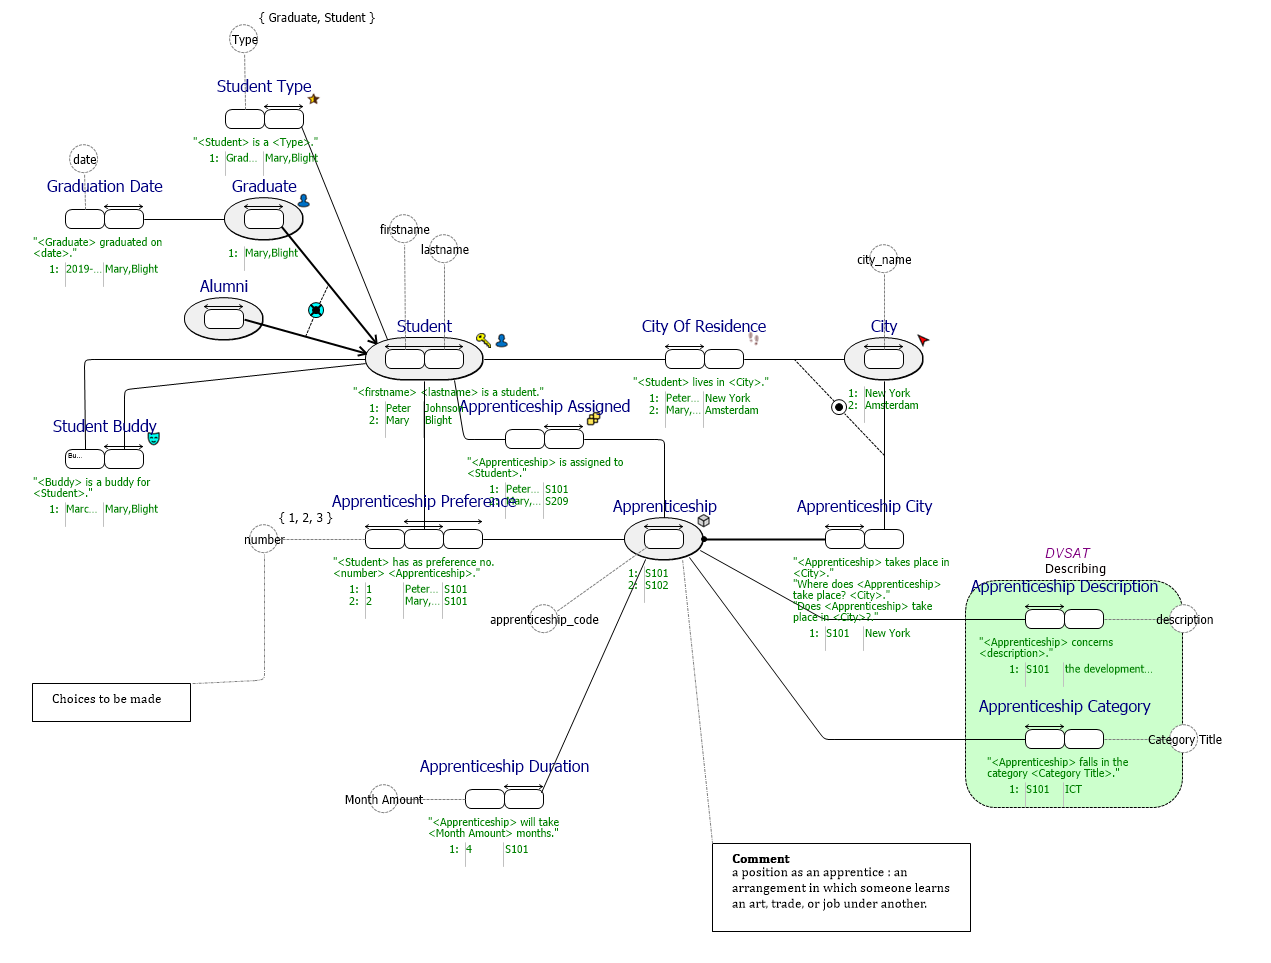 { Graduate, Student }
Type
Student Type
"<Student> is a <Type>."
1: Grad... Mary,Blight
date
Graduation Date
"<Graduate> graduated on
<date>."
1: 2019-... Mary,Blight
Graduate
1: Mary,Blight
Alumni
firstname
lastname
Student
"<firstname> <lastname> is a student."
1: Peter Johnson
2: Mary Blight
City Of Residence
"<Student> lives in <City>."
1: Peter... New York
2: Mary,... Amsterdam
city_name
City
1: New York
2: Amsterdam
Student Buddy
Bu...
"<Buddy> is a buddy for
<Student>."
1: Marc... Mary,Blight
Apprenticeship Assigned
"<Apprenticeship> is assigned to
<Student>."
1: Peter... S101
2: Mary,... S209
Apprenticeship Preference
{ 1, 2, 3 }
number
"<Student> has as preference no.
<number> <Apprenticeship>."
1: 1 Peter... S101
2: 2 Mary,... S101
Apprenticeship
1: S101
2: S102
apprenticeship_code
Apprenticeship City
"<Apprenticeship> takes place in
<City>."
"Where does <Apprenticeship>
take place? <City>."
"Does <Apprenticeship> take
place in <City>?."
1: S101 New York
DVSAT
Describing
Apprenticeship Description
description
"<Apprenticeship> concerns
<description>."
1: S101 the development...
Apprenticeship Category
Category Title
"<Apprenticeship> falls in the
category <Category Title>."
1: S101 ICT
Choices to be made
Apprenticeship Duration
Month Amount
"<Apprenticeship> will take
<Month Amount> months."
1: 4 S101
Comment
a position as an apprentice : an
arrangement in which someone learns
an art, trade, or job under another.